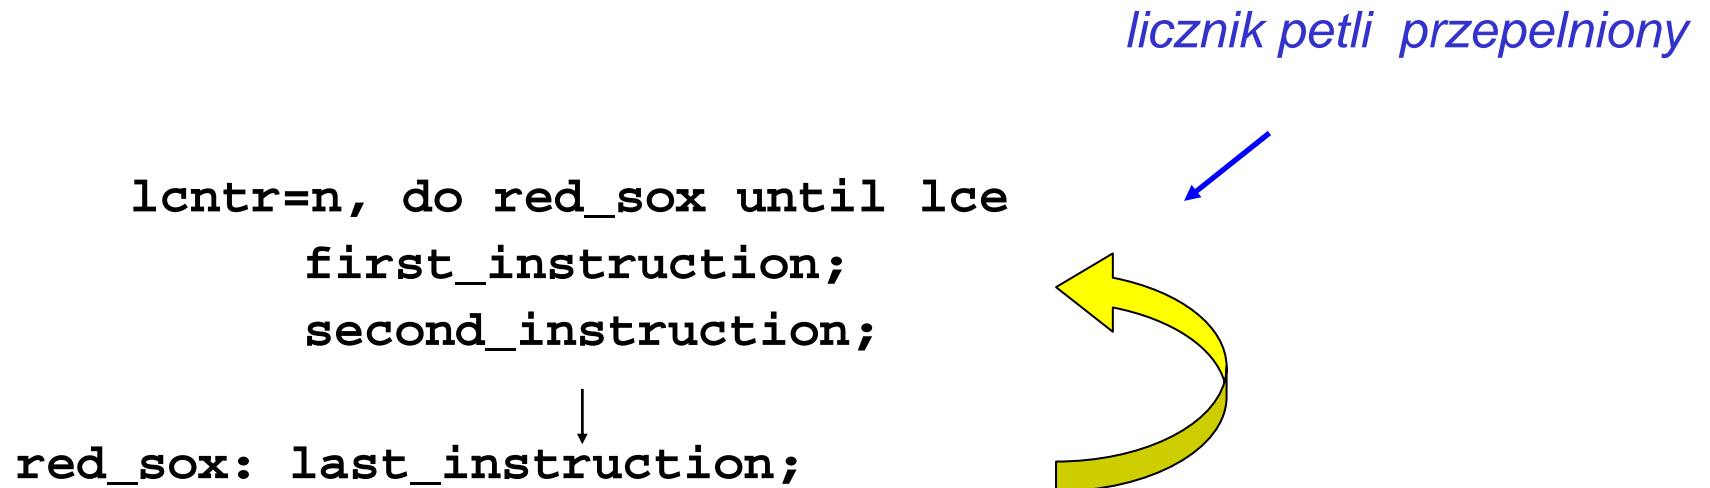 licznik petli przepelniony
lcntr=n, do red_sox until lce
first_instruction;
second_instruction;
red_sox: last_instruction;